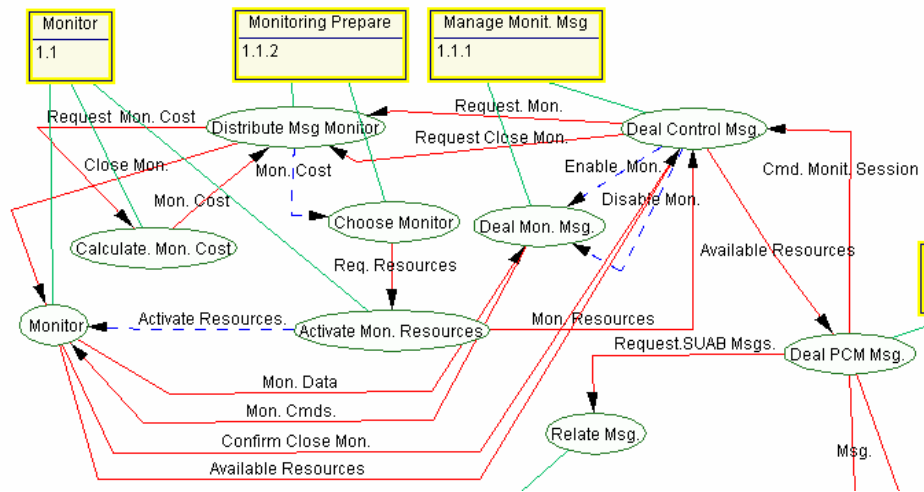 Monitor
1.1
Monitoring Prepare
1.1.2
Manage Monit. Msg
1.1.1
Request Mon. Cost
Distribute Msg Monitor
Request. Mon.
Deal Control Msg.
Request Close Mon.
Close Mon.
Mon. Cost
Enable. Mon.
Cmd. Monit. Session
Mon. Cost
Disable Mon.
Choose Monitor
Deal Mon. Msg.
Calculate. Mon. Cost
Available Resources
Req. Resources
Monitor
Activate Resources.
Activate Mon. Resources
Mon. Resources
Request.SUAB Msgs.
Deal PCM Msg.
Mon. Data
Mon. Cmds.
Relate Msg.
Confirm Close Mon.
Msg.
Available Resources